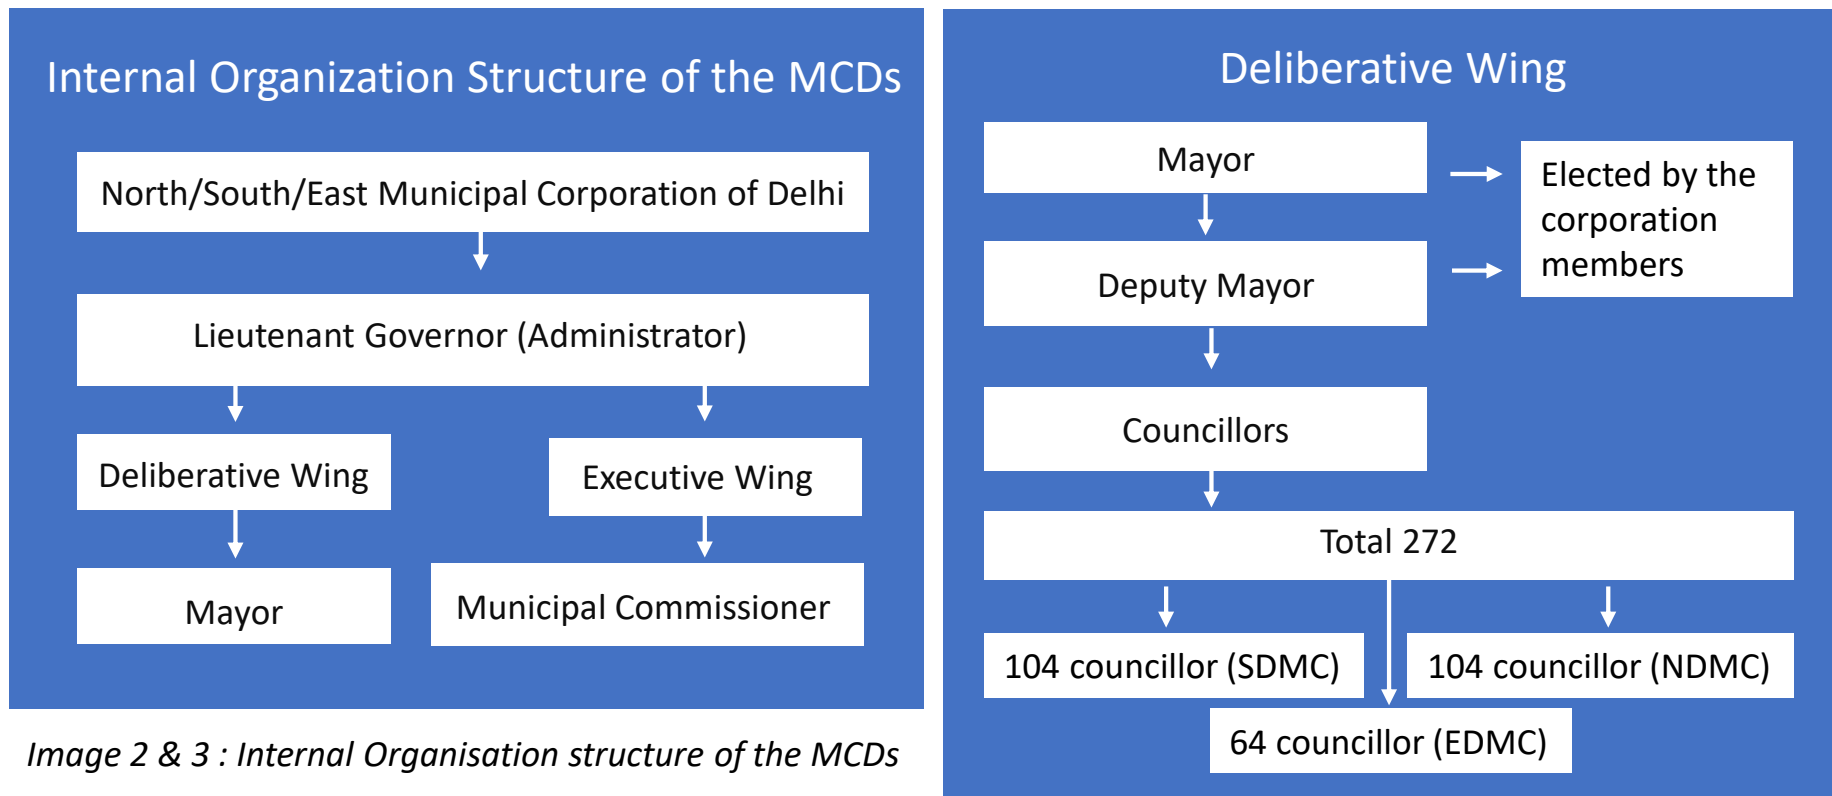 Internal Organization Structure of the MCDs
North/South/East Municipal Corporation of Delhi
Lieutenant Governor (Administrator)
Deliberative Wing
Executive Wing
Mayor
Municipal Commissioner
Image 2 & 3 : Internal Organisation structure of the MCDs
Deliberative Wing
Mayor
Elected by the
corporation
members
Deputy Mayor
Councillors
Total 272
104 councillor (SDMC)
104 councillor (NDMC)
64 councillor (EDMC)